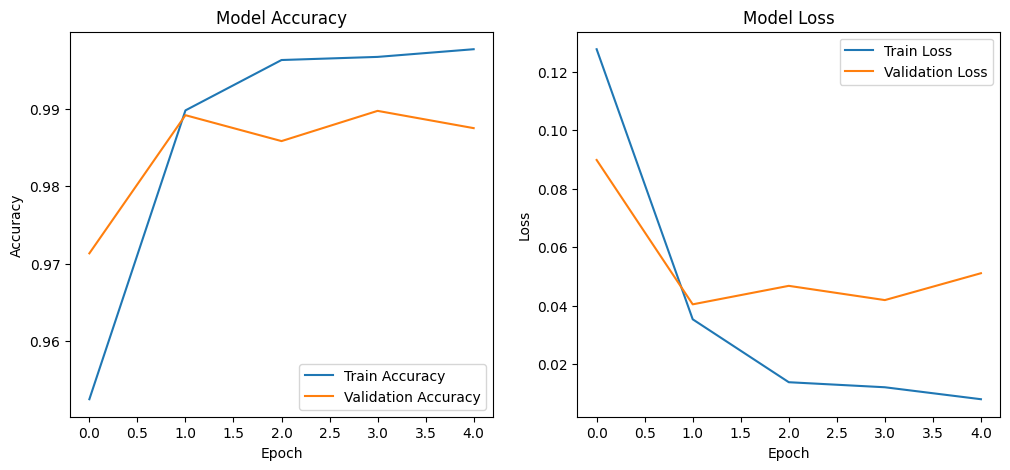 Model Accuracy
Accuracy
0.99
0.98
0.97
0.96
0.0 0.5 1.0 1.5 2.0 2.5 3.0 3.5 4.0
Epoch
Train Accuracy
Validation Accuracy
Model Loss
Loss
0.12
0.10
0.08
0.06
0.04
0.02
0.0 0.5 1.0 1.5 2.0 2.5 3.0 3.5 4.0
Epoch
Train Loss
Validation Loss